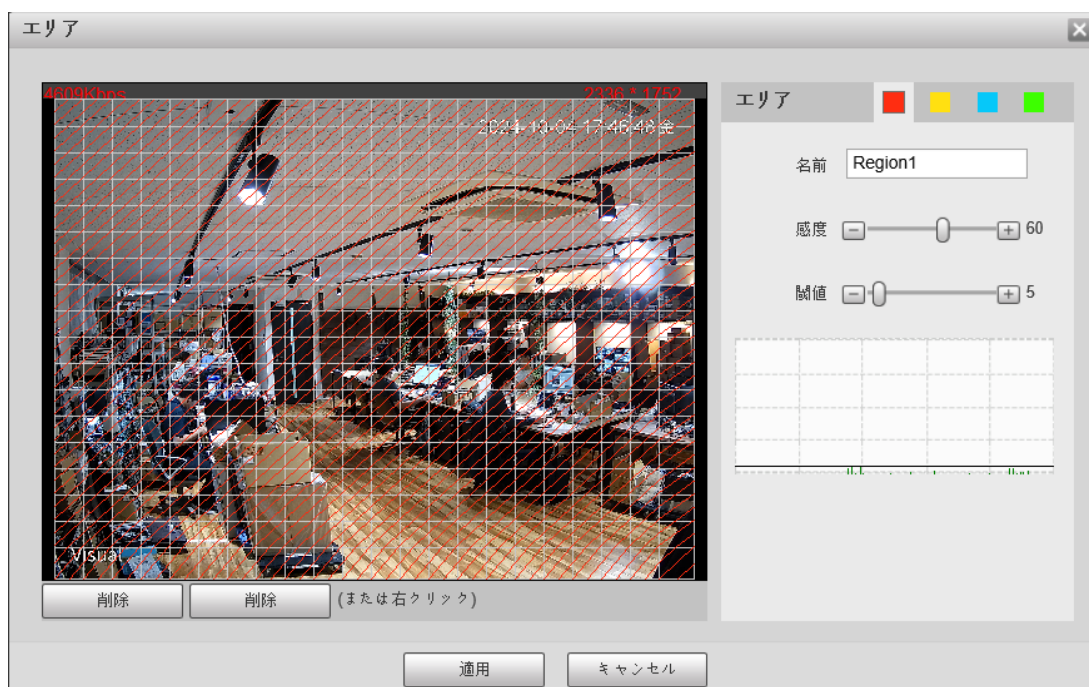 エリア
4609Kbps
2336 * 1752
2024-10-04 17:46:48 金
Visual
削除
削除
(または右クリック)
エリア
名前
Region1
感度
60
閾値
5
適用
キャンセル